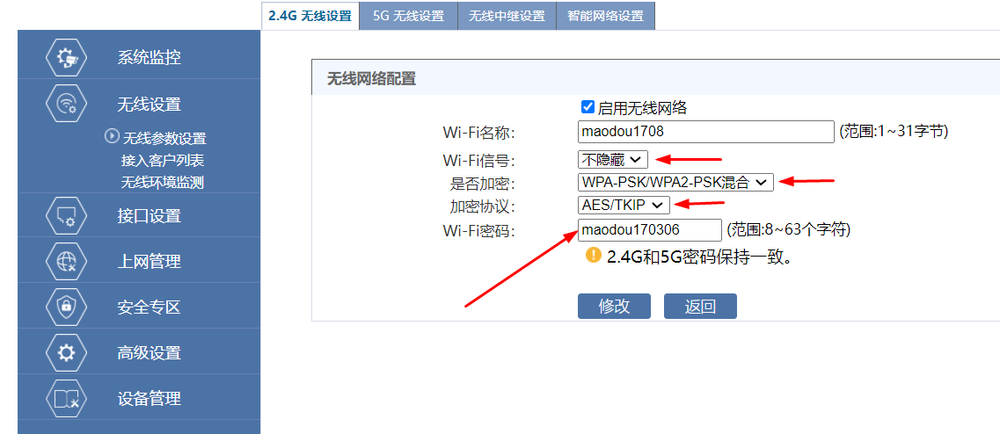 2.4G 无线设置 5G 无线设置 无线中继设置 智能网络设置
系统监控
无线设置
无线参数设置
接入客户列表
无线环境监测
接口设置
上网管理
安全专区
高级设置
设备管理
无线网络配置
启用无线网络
Wi-Fi名称: maodou1708 (范围:1~31字节)
Wi-Fi信号: 不隐藏
是否加密: WPA-PSK/WPA2-PSK混合
加密协议: AES/TKIP
Wi-Fi密码: maodou170306 (范围:8~63个字符)
2.4G和5G密码保持一致。
修改 返回